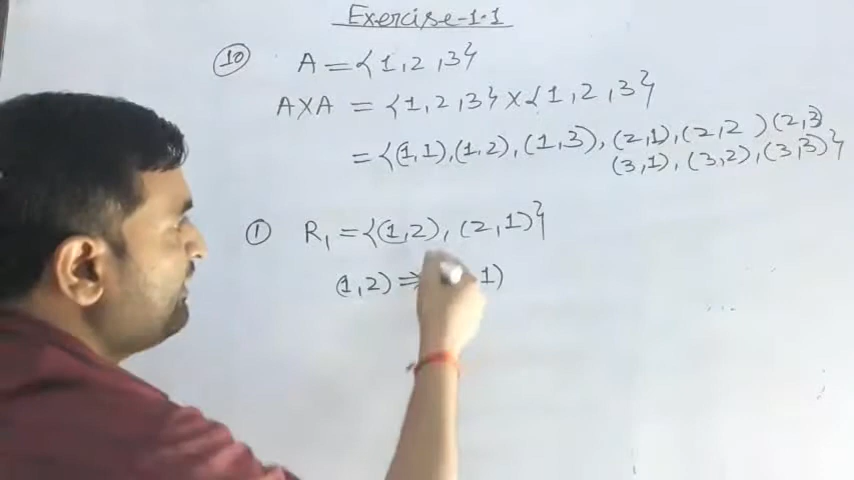 Exercise-1.1
10 A = {1,2,3}
A×A = {1,2,3}×{1,2,3}
= {(1,1),(1,2),(1,3),(2,1),(2,2)(2,3)
(3,1),(3,2),(3,3)}
① R₁ = {(1,2),(2,1)}
(1,2) ⇒ 1)